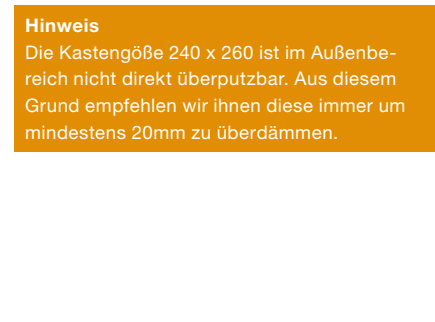 Hinweis
Die Kastengöße 240 x 260 ist im Außenbe-
reich nicht direkt überputzbar. Aus diesem
Grund empfehlen wir ihnen diese immer um
mindestens 20mm zu überdämmen.